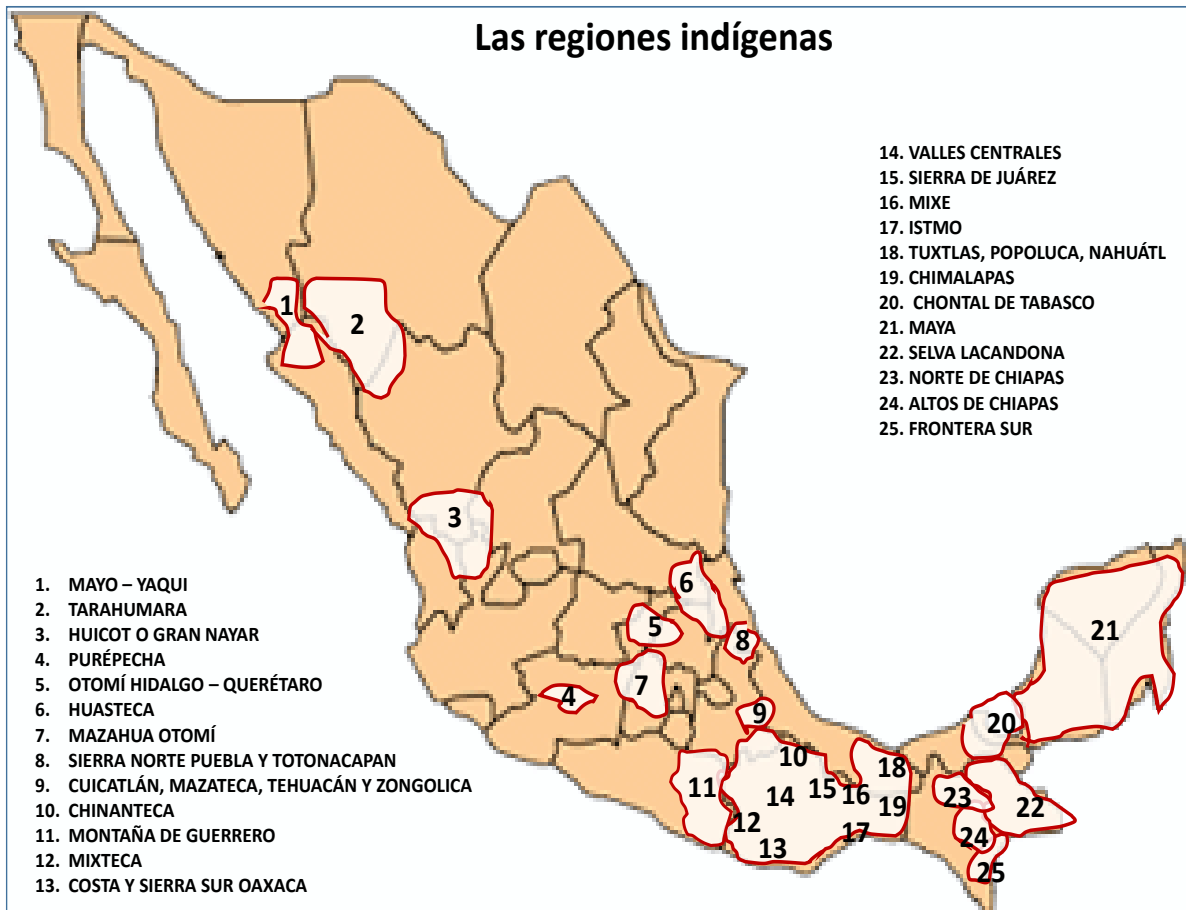 Las regiones indígenas
14. VALLES CENTRALES
15. SIERRA DE JUÁREZ
16. MIXE
17. ISTMO
18. TUXTLAS, POPOLUCA, NAHUÁTL
19. CHIMALAPAS
20. CHONTAL DE TABASCO
21. MAYA
22. SELVA LACANDONA
23. NORTE DE CHIAPAS
24. ALTOS DE CHIAPAS
25. FRONTERA SUR
1
2
3
6
5
8
21
7
4
9
20
10
18
11
14
15
16
19
23
22
12
17
24
13
25
1. MAYO – YAQUI
2. TARAHUMARA
3. HUICOT O GRAN NAYAR
4. PURÉPECHA
5. OTOMÍ HIDALGO – QUERÉTARO
6. HUASTECA
7. MAZAHUA OTOMÍ
8. SIERRA NORTE PUEBLA Y TOTONACAPAN
9. CUICATLÁN, MAZATECA, TEHUACÁN Y ZONGOLICA
10. CHINANTECA
11. MONTAÑA DE GUERRERO
12. MIXTECA
13. COSTA Y SIERRA SUR OAXACA